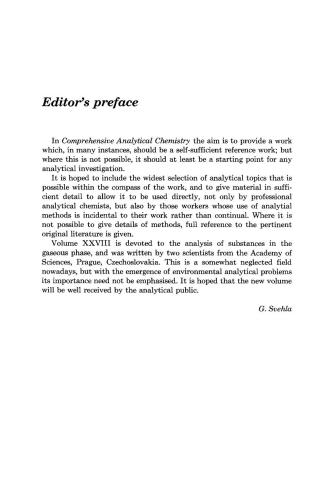 Editor's preface
In Comprehensive Analytical Chemistry the aim is to provide a work
which, in many instances, should be a self-sufficient reference work; but
where this is not possible, it should at least be a starting point for any
analytical investigation.
It is hoped to include the widest selection of analytical topics that is
possible within the compass of the work, and to give material in suffi-
cient detail to allow it to be used directly, not only by professional
analytical chemists, but also by those workers whose use of analytial
methods is incidental to their work rather than continual. Where it is
not possible to give details of methods, full reference to the pertinent
original literature is given.
Volume XXVIII is devoted to the analysis of substances in the
gaseous phase, and was written by two scientists from the Academy of
Sciences, Prague, Czechoslovakia. This is a somewhat neglected field
nowadays, but with the emergence of environmental analytical problems
its importance need not be emphasised. It is hoped that the new volume
will be well received by the analytical public.
G. Svehla